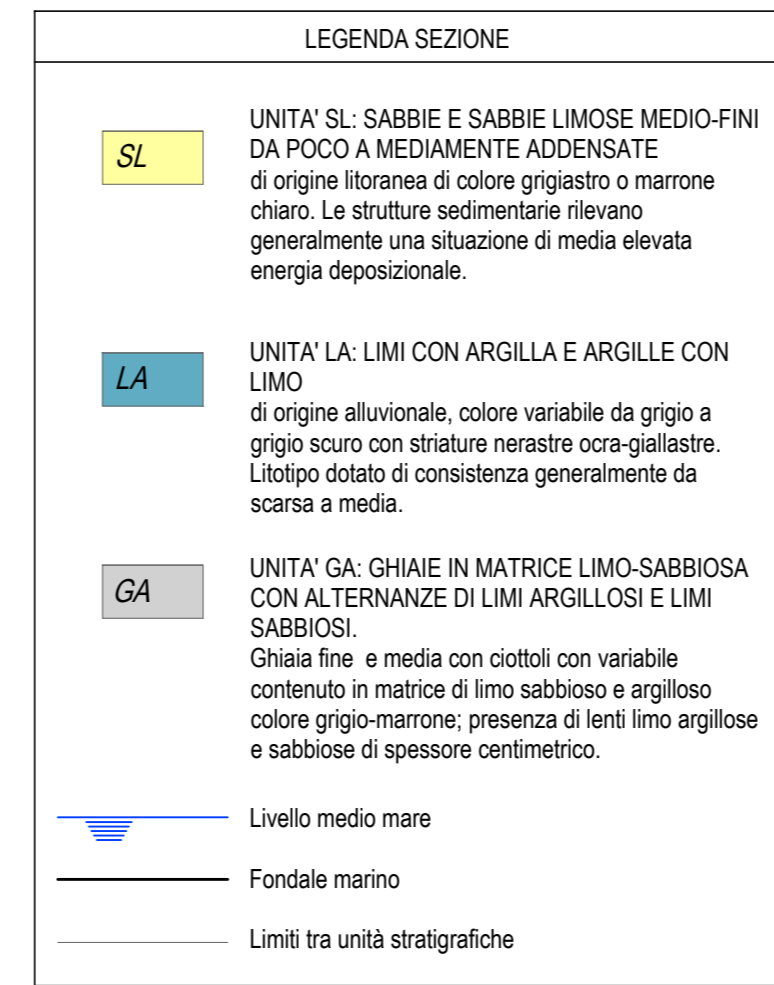 LEGENDA SEZIONE
SL
UNITA' SL: SABBIE E SABBIE LIMOSE MEDIO-FINI
DA POCO A MEDIAMENTE ADDENSATE
di origine litoranea di colore grigiastro o marrone
chiaro. Le strutture sedimentarie rilevano
generalmente una situazione di media elevata
energia deposizionale.
LA
UNITA' LA: LIMI CON ARGILLA E ARGILLE CON
LIMO
di origine alluvionale, colore variabile da grigio a
grigio scuro con striature nerastre ocra-giallastre.
Litotipo dotato di consistenza generalmente da
scarsa a media.
GA
UNITA' GA: GHIAIE IN MATRICE LIMO-SABBIOSA
CON ALTERNANZE DI LIMI ARGILLOSI E LIMI
SABBIOSI.
Ghiaia fine e media con ciottoli con variabile
contenuto in matrice di limo sabbioso e argilloso
colore grigio-marrone; presenza di lenti limo argillose
e sabbiose di spessore centimetrico.
Livello medio mare
Fondale marino
Limiti tra unità stratigrafiche